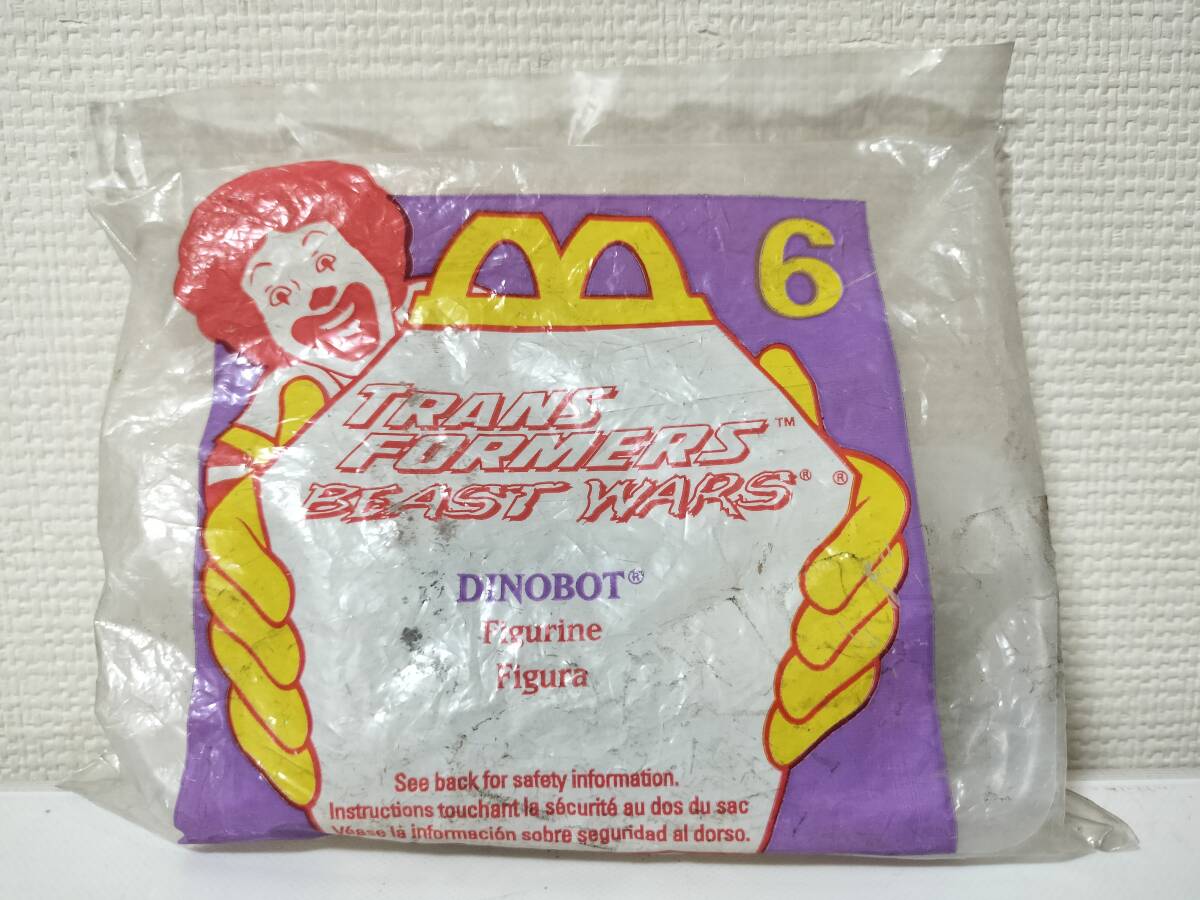 6
TRANS
FORMERS™
BEAST WARS® ®
DINOBOT®
Figurine
Figura
See back for safety information.
Instructions touchant la sécurité au dos du sac
Véase la información sobre seguridad al dorso.